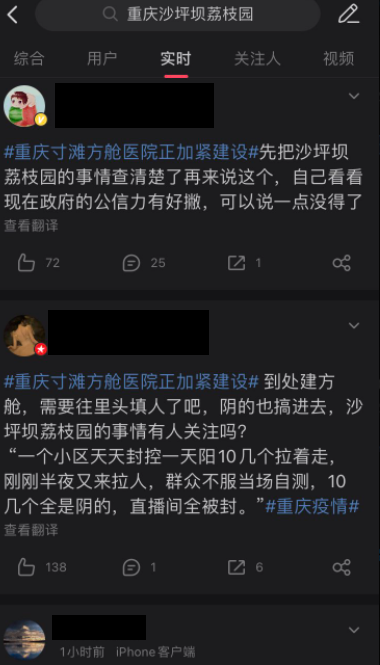 重庆沙坪坝荔枝园
综合 用户 实时 关注人 视频
#重庆寸滩方舱医院正加紧建设#先把沙坪坝
荔枝园的事情查清楚了再来说这个，自己看看
现在政府的公信力有好撇，可以说一点没得了
查看翻译
72 25 1
#重庆寸滩方舱医院正加紧建设# 到处建方
舱，需要往里头填人了吧，阴的也搞进去，沙
坪坝荔枝园的事情有人关注吗?
“一个小区天天封控一天阳10几个拉着走，
刚刚半夜又来拉人，群众不服当场自测，10
几个全是阴的，直播间全被封。”#重庆疫情#
查看翻译
138 1 6
1小时前 iPhone客户端